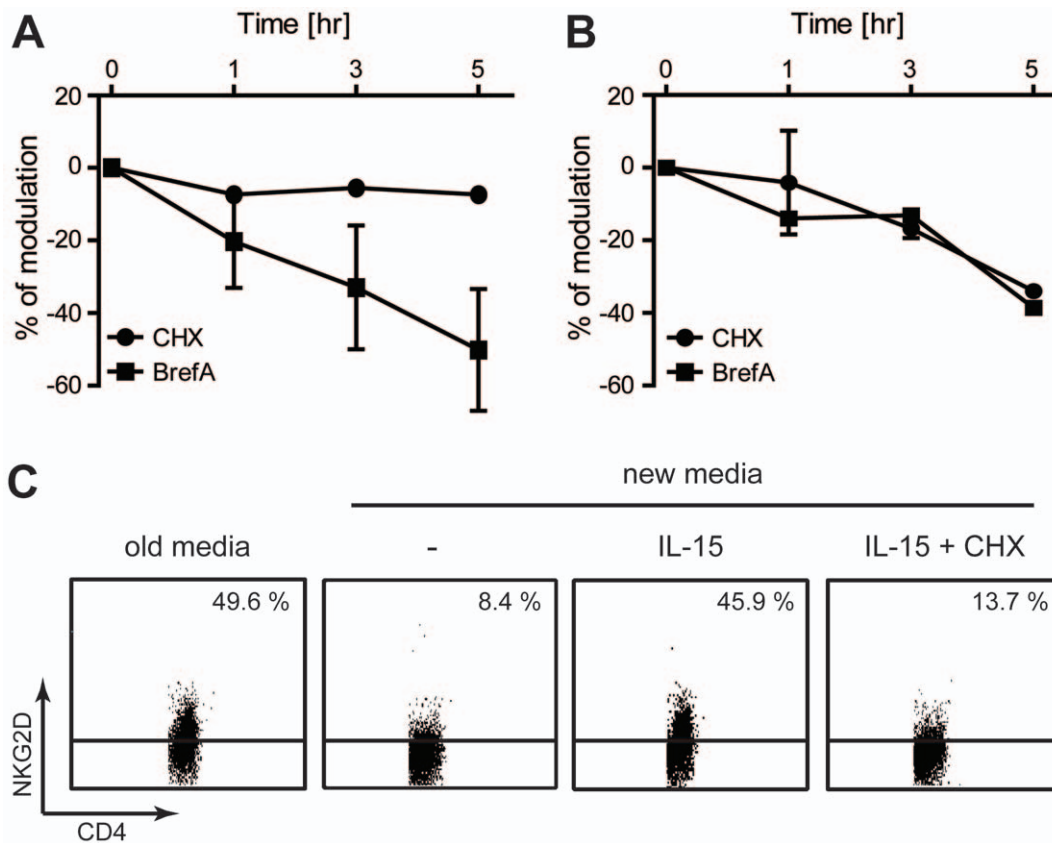 A
Time [hr]
0 1 3 5
20
0
-20
-40
-60
% of modulation
CHX
BrefA
B
Time [hr]
0 1 3 5
20
0
-20
-40
-60
% of modulation
CHX
BrefA
C
new media
old media - IL-15 IL-15 + CHX
49.6 % 8.4 % 45.9 % 13.7 %
NKG2D
CD4